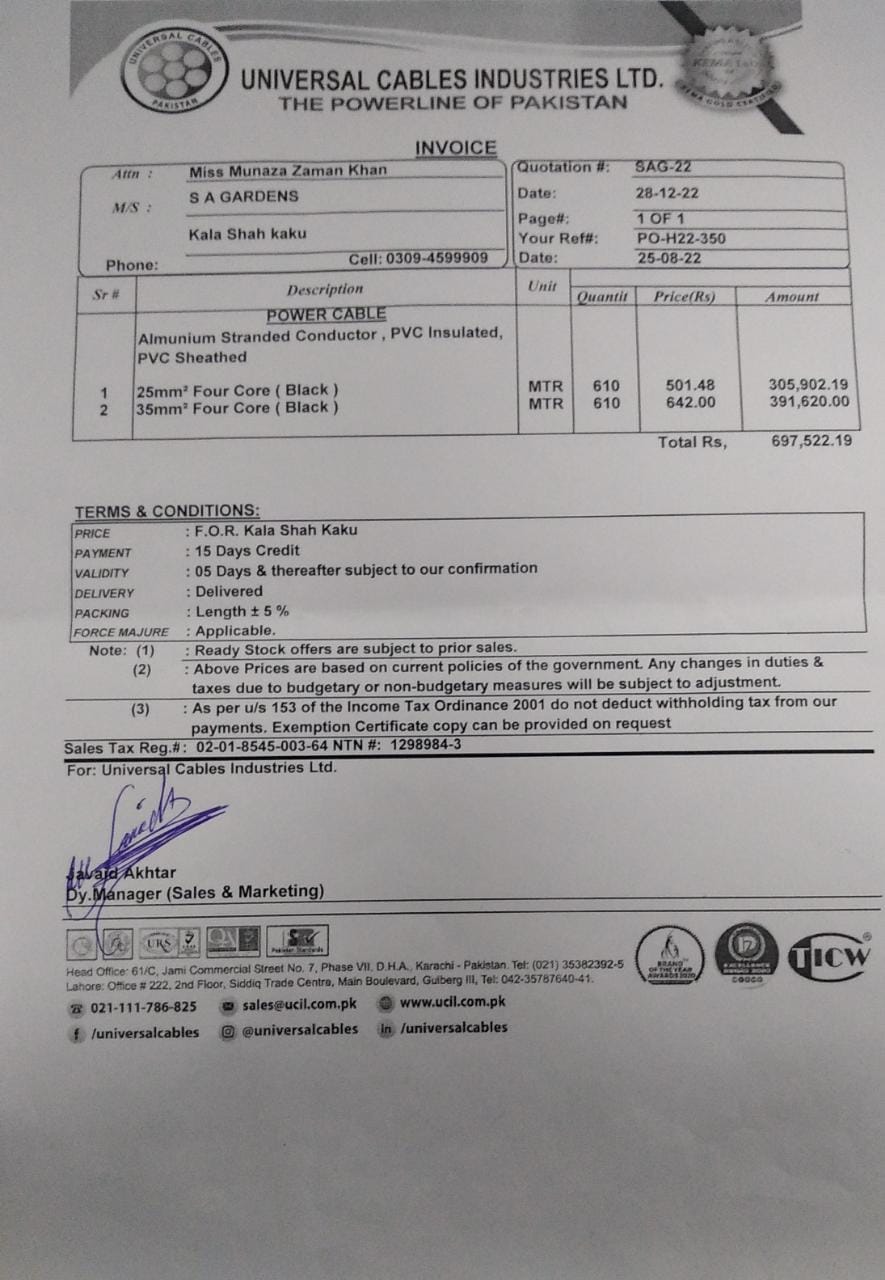 UNIVERSAL CABLES
PAKISTAN
UNIVERSAL CABLES INDUSTRIES LTD.
THE POWERLINE OF PAKISTAN
INVOICE
Attn : Miss Munaza Zaman Khan
M/S : S A GARDENS
Kala Shah kaku
Phone: Cell: 0309-4599909
Quotation #: SAG-22
Date: 28-12-22
Page#: 1 OF 1
Your Ref#: PO-H22-350
Date: 25-08-22
Sr # Description Unit Quantit Price(Rs) Amount
POWER CABLE
Almunium Stranded Conductor , PVC Insulated,
PVC Sheathed
1 25mm² Four Core ( Black ) MTR 610 501.48 305,902.19
2 35mm² Four Core ( Black ) MTR 610 642.00 391,620.00
Total Rs, 697,522.19
TERMS & CONDITIONS:
PRICE : F.O.R. Kala Shah Kaku
PAYMENT : 15 Days Credit
VALIDITY : 05 Days & thereafter subject to our confirmation
DELIVERY : Delivered
PACKING : Length ± 5 %
FORCE MAJURE : Applicable.
Note: (1) : Ready Stock offers are subject to prior sales.
(2) : Above Prices are based on current policies of the government. Any changes in duties &
taxes due to budgetary or non-budgetary measures will be subject to adjustment.
(3) : As per u/s 153 of the Income Tax Ordinance 2001 do not deduct withholding tax from our
payments. Exemption Certificate copy can be provided on request
Sales Tax Reg.#: 02-01-8545-003-64 NTN #: 1298984-3
For: Universal Cables Industries Ltd.
Javaid Akhtar
Dy.Manager (Sales & Marketing)
URS
Pakistan Standards
BRAND
OF THE YEAR
AWARDS 2020
TICW
Head Office: 61/C, Jami Commercial Street No. 7, Phase VII, D.H.A., Karachi - Pakistan. Tel: (021) 35382392-5
Lahore: Office # 222, 2nd Floor, Siddiq Trade Centre, Main Boulevard, Gulberg III, Tel: 042-35787640-41.
021-111-786-825 sales@ucil.com.pk www.ucil.com.pk
/universalcables @universalcables /universalcables